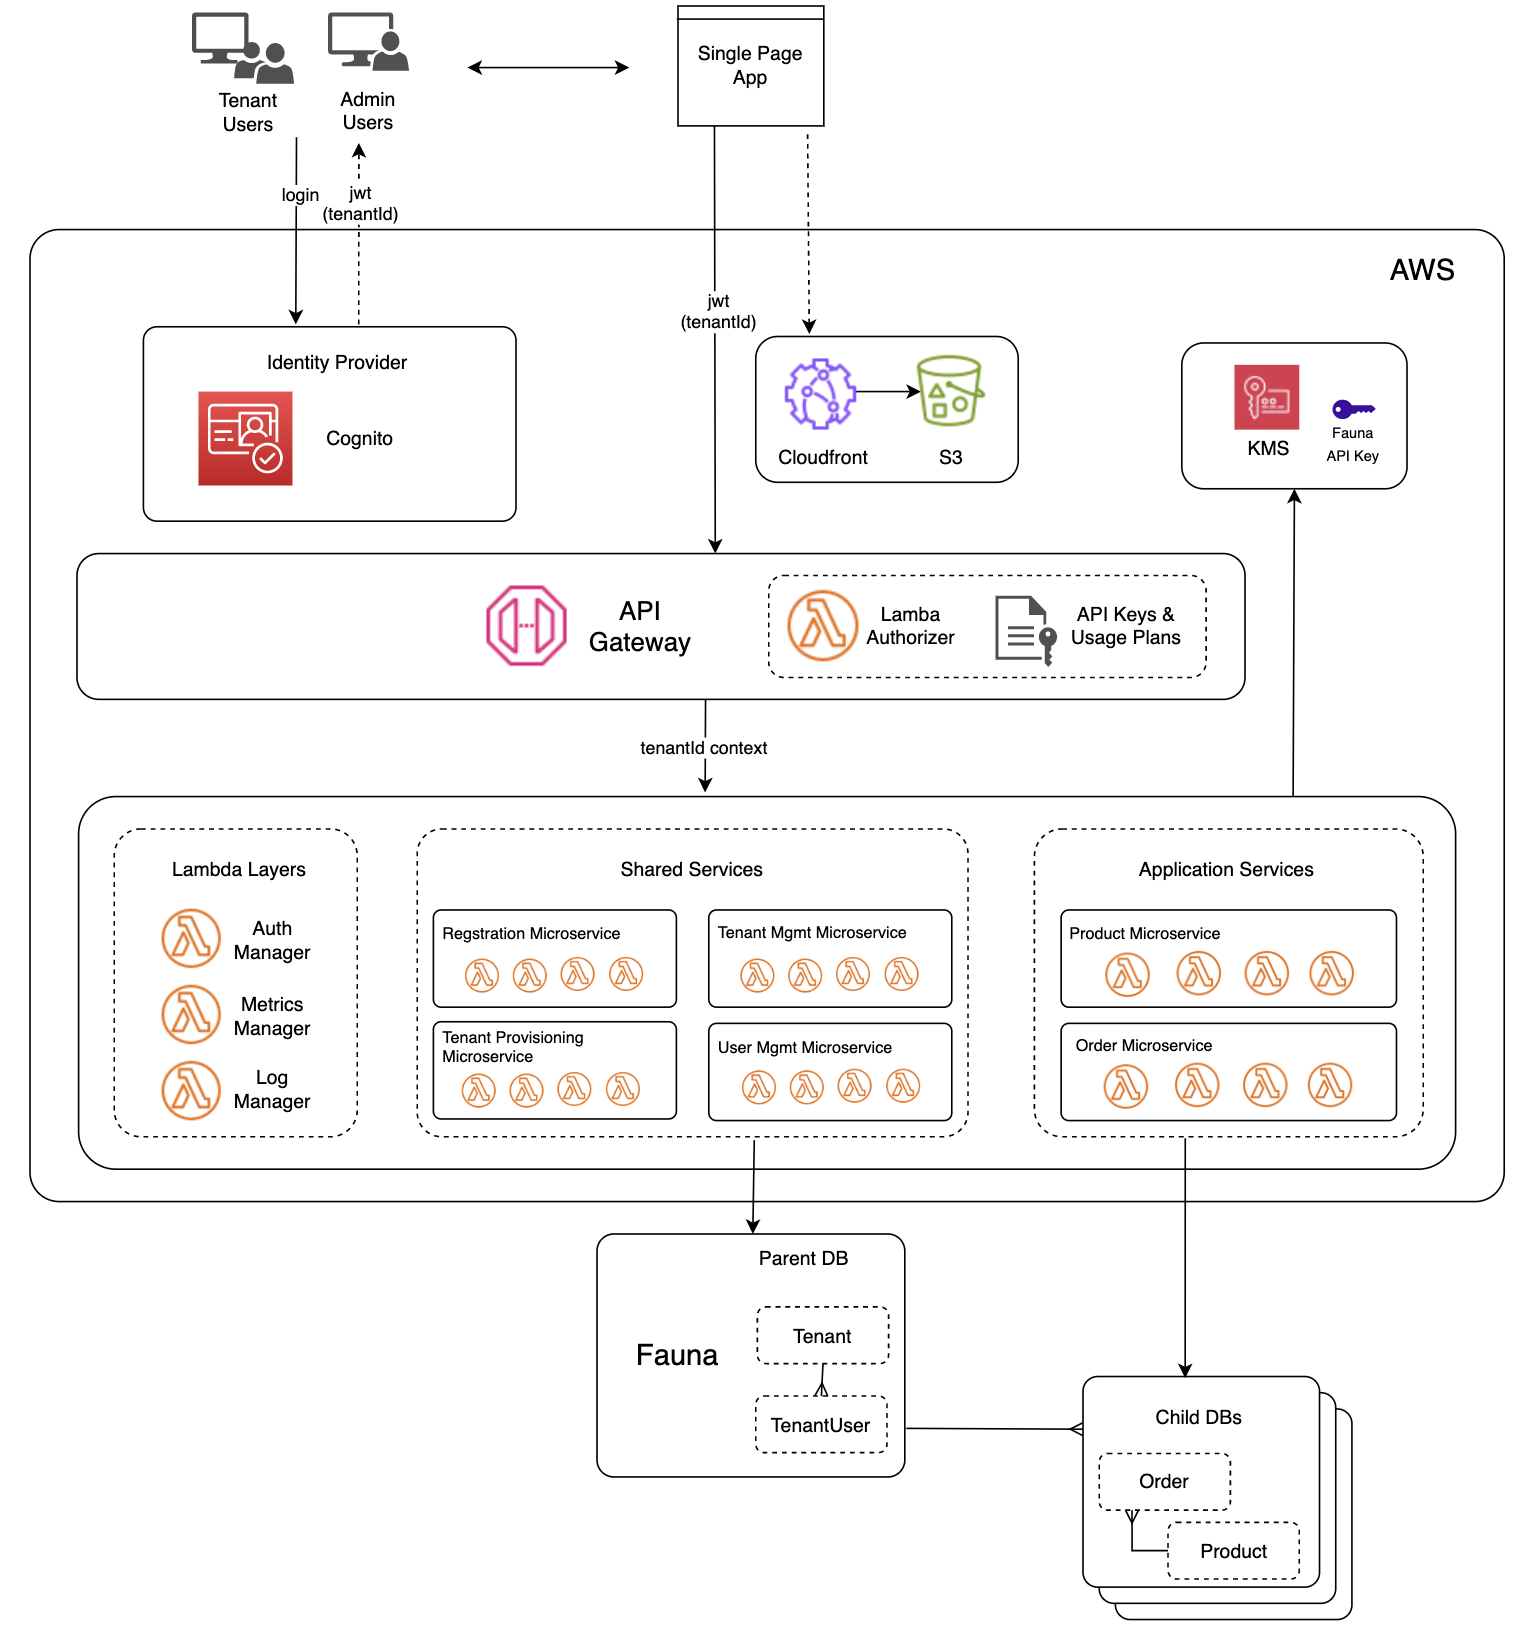 Tenant
Users
Admin
Users
Single Page
App
login
jwt
(tenantId)
AWS
jwt
(tenantId)
Identity Provider
Cognito
Cloudfront
S3
KMS
Fauna
API Key
API
Gateway
Lamba
Authorizer
API Keys &
Usage Plans
tenantId context
Lambda Layers
Auth
Manager
Metrics
Manager
Log
Manager
Shared Services
Regstration Microservice
Tenant Mgmt Microservice
Tenant Provisioning
Microservice
User Mgmt Microservice
Application Services
Product Microservice
Order Microservice
Parent DB
Fauna
Tenant
TenantUser
Child DBs
Order
Product